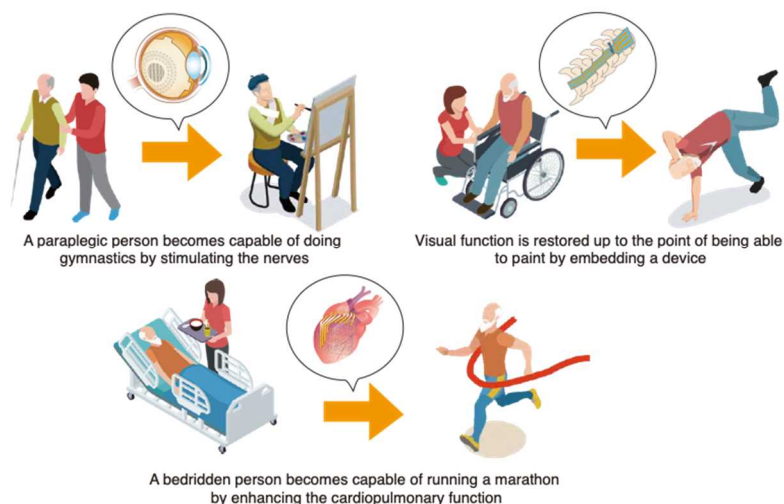 A paraplegic person becomes capable of doing
gymnastics by stimulating the nerves
Visual function is restored up to the point of being able
to paint by embedding a device
A bedridden person becomes capable of running a marathon
by enhancing the cardiopulmonary function